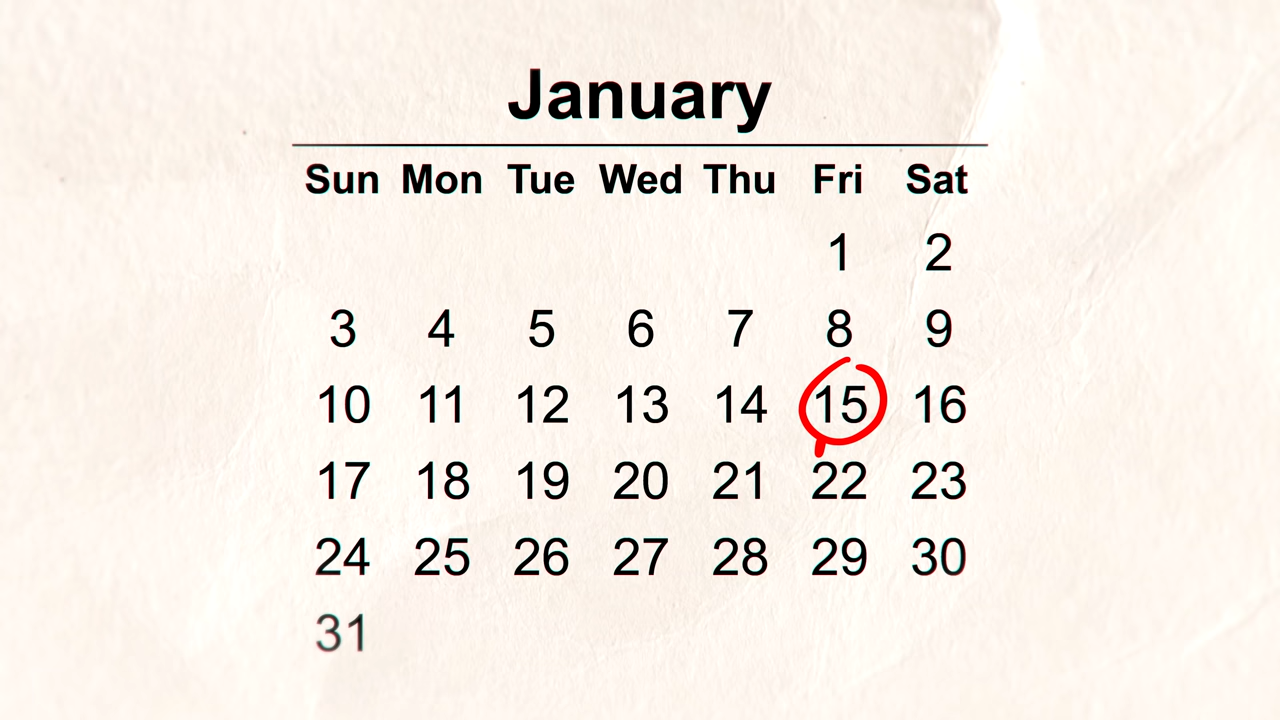 January
Sun Mon Tue Wed Thu Fri Sat
1 2
3 4 5 6 7 8 9
10 11 12 13 14 15 16
17 18 19 20 21 22 23
24 25 26 27 28 29 30
31